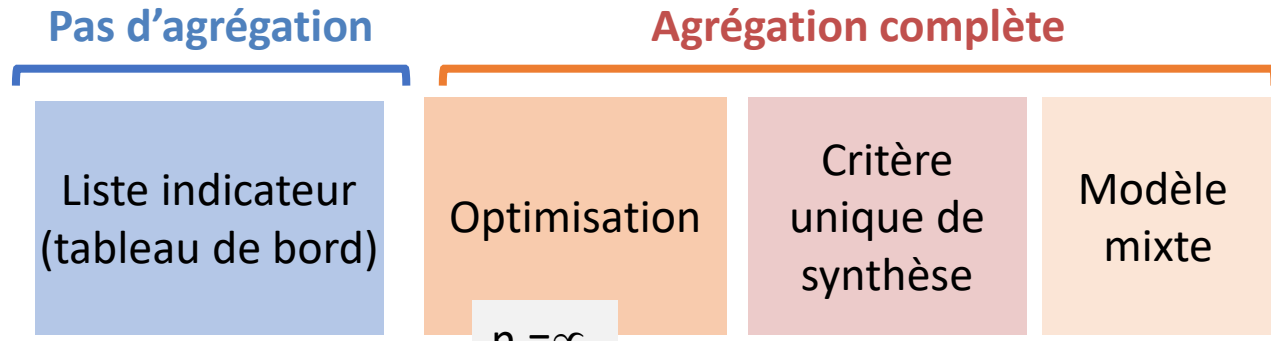 Pas d'agrégation
Agrégation complète
Liste indicateur
(tableau de bord)
Optimisation
Critère
unique de
synthèse
Modèle
mixte
n =∝